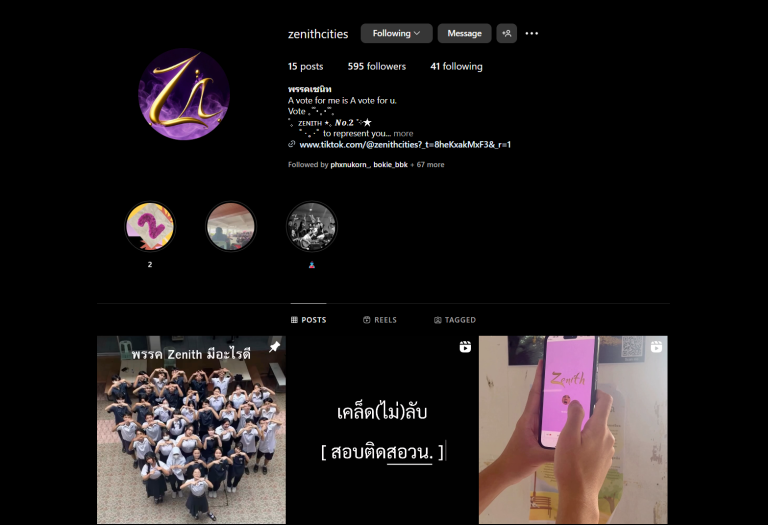 zenithcities
Following
Message
15 posts
595 followers
41 following
พรรคเซนิท
A vote for me is A vote for u.
Vote ₊˚‧.₊˚
˚₊ ZENITH ⋆｡ 𝑵𝒐.2 ˚⊹★
to represent you... more
www.tiktok.com/@zenithcities?_t=8heKxakMxF3&_r=1
Followed by phxnukorn_, bokie_bbk + 67 more
Zin
2
2
POSTS
REELS
TAGGED
พรรค Zenith มีอะไรดี
เคล็ด(ไม่)ลับ
[ สอบติดสอวน. ]
Zenith